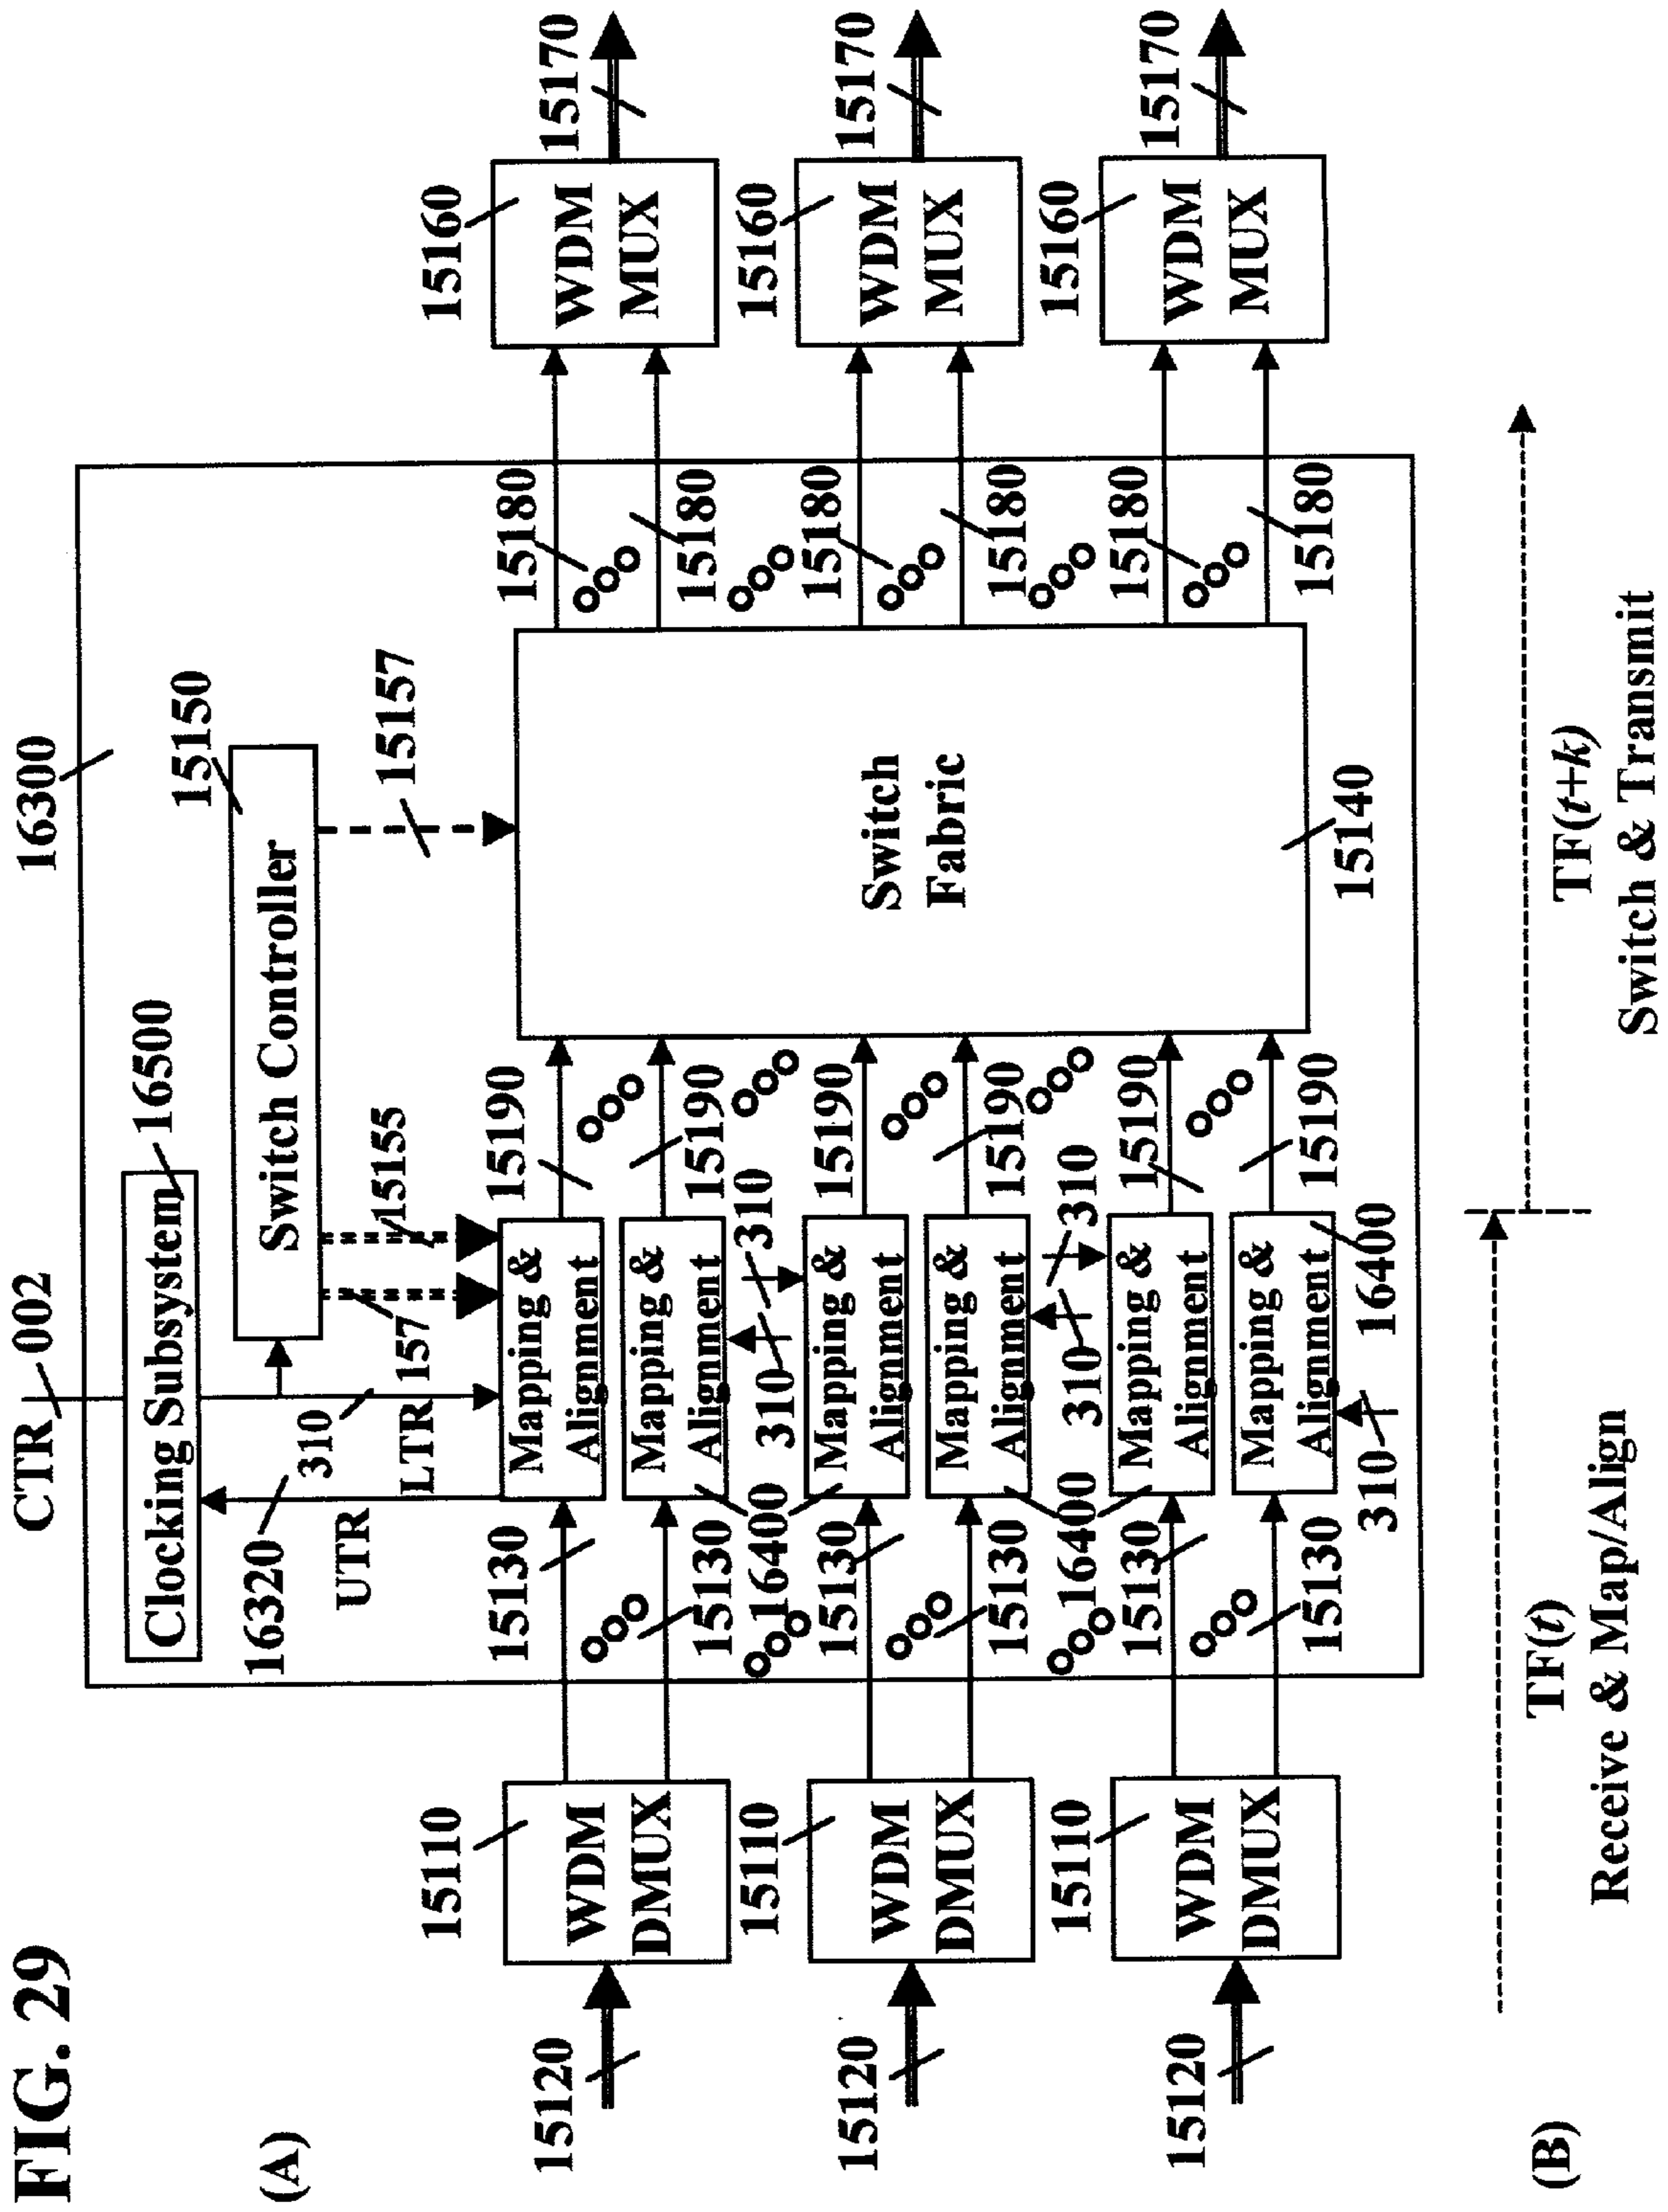 FIG. 29
(A)
CTR
002
16300
Clocking Subsystem
16500
Switch Controller
15150
16320
UTR
310
LTR
157
15155
15157
15120
15110
WDM
DMUX
15130
15130
Mapping &
Alignment
Mapping &
Alignment
15190
15190
310
310
16400
15120
15110
WDM
DMUX
15130
15130
Mapping &
Alignment
Mapping &
Alignment
15190
15190
310
310
16400
15120
15110
WDM
DMUX
15130
15130
Mapping &
Alignment
Mapping &
Alignment
15190
15190
310
16400
Switch
Fabric
15140
15180
15180
15160
WDM
MUX
15170
15180
15180
15160
WDM
MUX
15170
15180
15180
15160
WDM
MUX
15170
(B)
TF(t)
Receive & Map/Align
TF(t+k)
Switch & Transmit